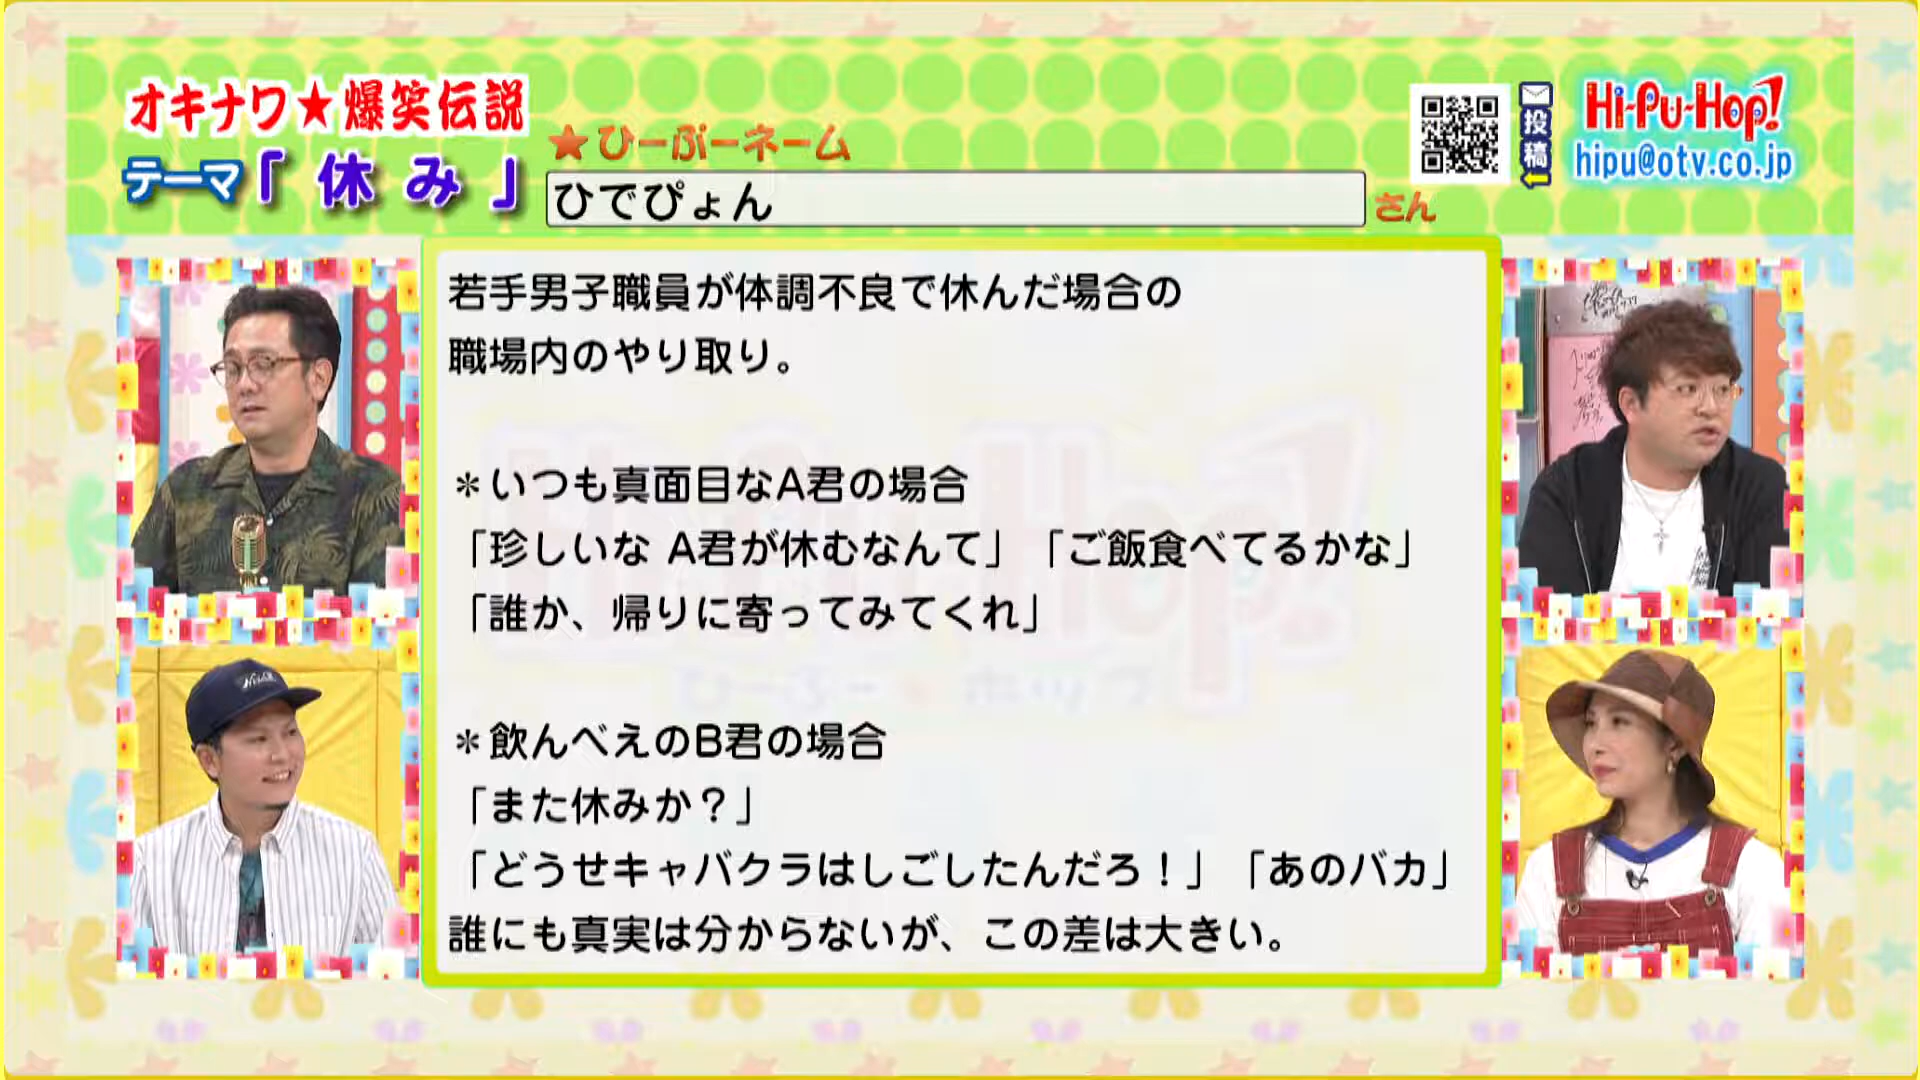 オキナワ★爆笑伝説
テーマ「休み」
★ひーぷーネーム
ひでぴょん
さん
投稿
Hi-Pu-Hop!
hipu@otv.co.jp
若手男子職員が体調不良で休んだ場合の
職場内のやり取り。
＊いつも真面目なA君の場合
「珍しいな A君が休むなんて」「ご飯食べてるかな」
「誰か、帰りに寄ってみてくれ」
＊飲んべえのB君の場合
「また休みか？」
「どうせキャバクラはしごしたんだろ！」「あのバカ」
誰にも真実は分からないが、この差は大きい。